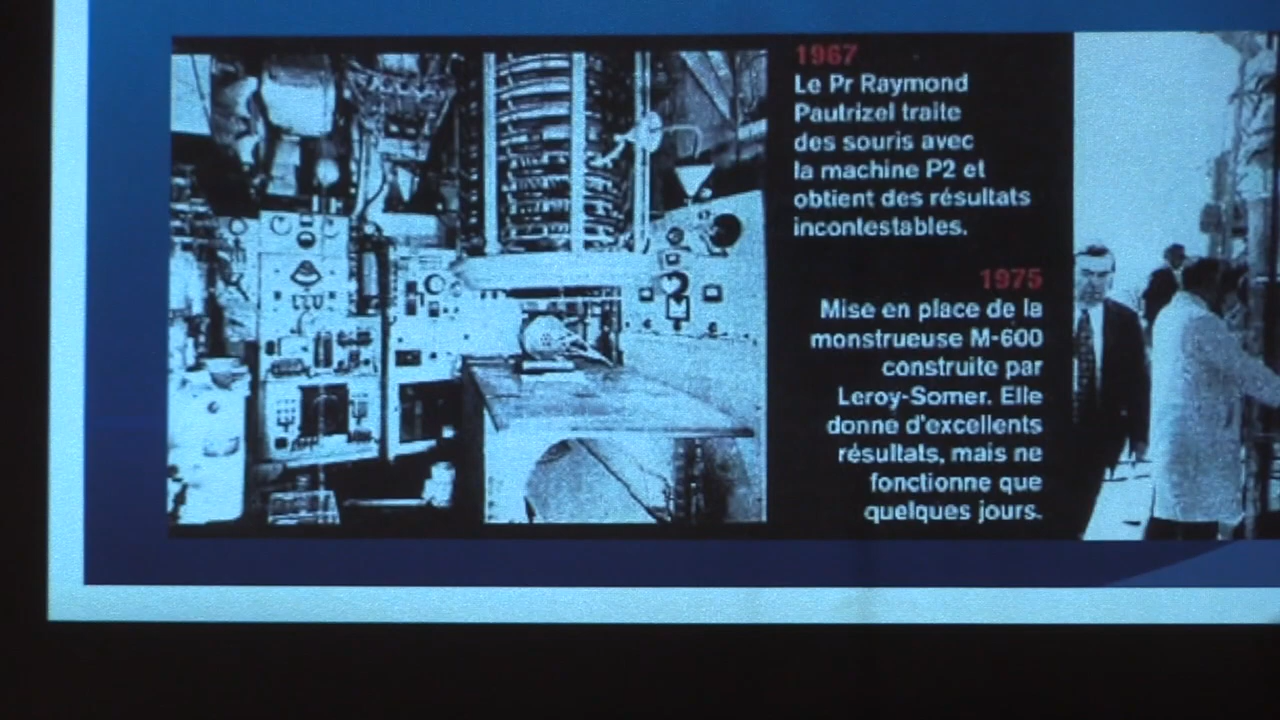 1967
Le Pr Raymond
Pautrizel traite
des souris avec
la machine P2 et
obtient des résultats
incontestables.
1975
Mise en place de la
monstrueuse M-600
construite par
Leroy-Somer. Elle
donne d'excellents
résultats, mais ne
fonctionne que
quelques jours.